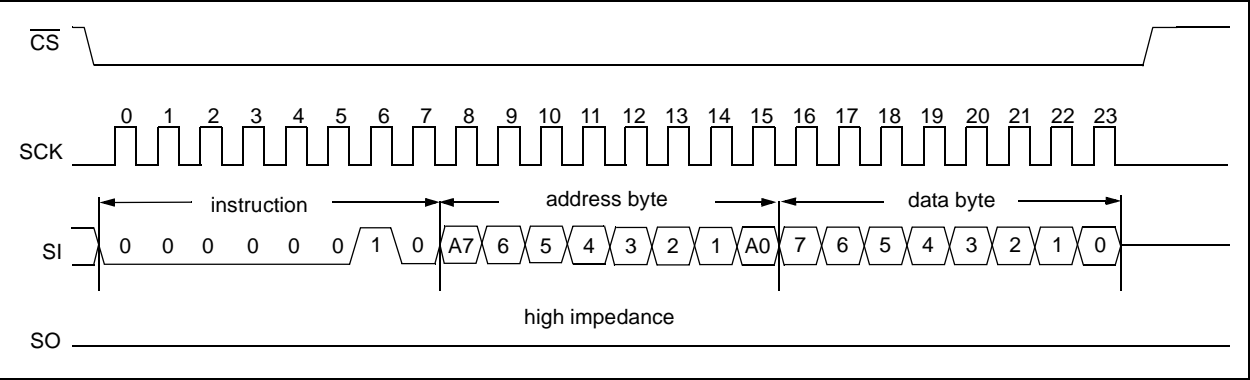 CS
0 1 2 3 4 5 6 7 8 9 10 11 12 13 14 15 16 17 18 19 20 21 22 23
SCK
instruction address byte data byte
SI 0 0 0 0 0 0 1 0 A7 6 5 4 3 2 1 A0 7 6 5 4 3 2 1 0
high impedance
SO